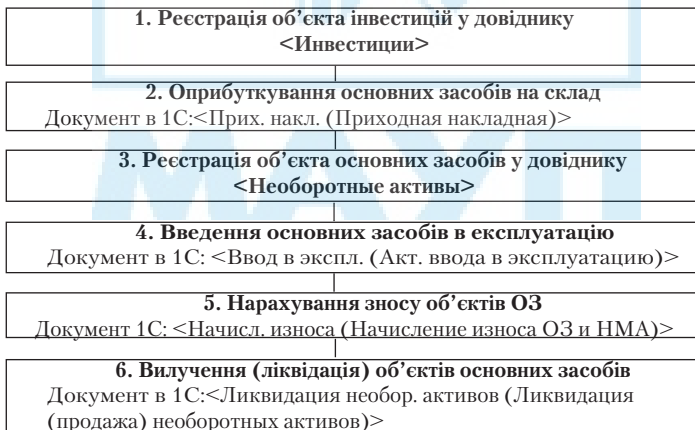 1. Реєстрація об’єкта інвестицій у довіднику
<Инвестиции>
2. Оприбуткування основних засобів на склад
Документ в 1С:<Прих. накл. (Приходная накладная)>
3. Реєстрація об’єкта основних засобів у довіднику
<Необоротные активы>
МАУП
4. Введення основних засобів в експлуатацію
Документ в 1С: <Ввод в экспл. (Акт. ввода в эксплуатацию)>
5. Нарахування зносу об’єктів ОЗ
Документ 1С: <Начисл. износа (Начисление износа ОЗ и НМА)>
6. Вилучення (ліквідація) об’єктів основних засобів
Документ в 1С:<Ликвидация необор. активов (Ликвидация
(продажа) необоротных активов)>